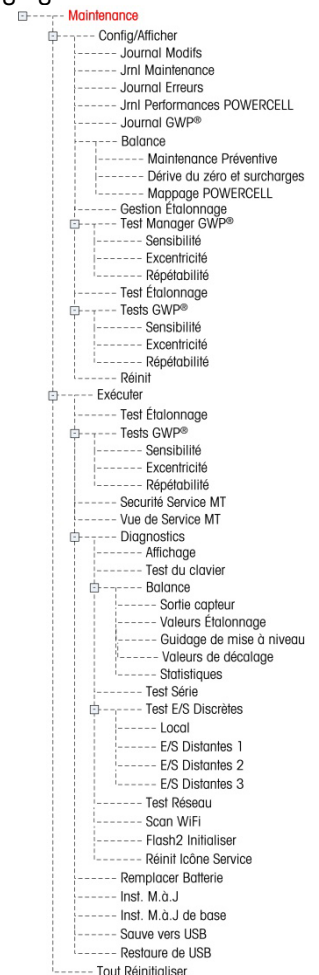 Maintenance
Config/Afficher
Journal Modifs
Jrnl Maintenance
Journal Erreurs
Jrnl Performances POWERCELL
Journal GWP®
Balance
Maintenance Préventive
Dérive du zéro et surcharges
Mappage POWERCELL
Gestion Étalonnage
Test Manager GWP®
Sensibilité
Excentricité
Répétabilité
Test Étalonnage
Tests GWP®
Sensibilité
Excentricité
Répétabilité
Réinit
Exécuter
Test Étalonnage
Tests GWP®
Sensibilité
Excentricité
Répétabilité
Securité Service MT
Vue de Service MT
Diagnostics
Affichage
Test du clavier
Balance
Sortie capteur
Valeurs Étalonnage
Guidage de mise à niveau
Valeurs de décalage
Statistiques
Test Série
Test E/S Discrètes
Local
E/S Distantes 1
E/S Distantes 2
E/S Distantes 3
Test Réseau
Scan WiFi
Flash2 Initialiser
Réinit Icône Service
Remplacer Batterie
Inst. M.à.J
Inst. M.à.J de base
Sauve vers USB
Restaure de USB
Tout Réinitialiser